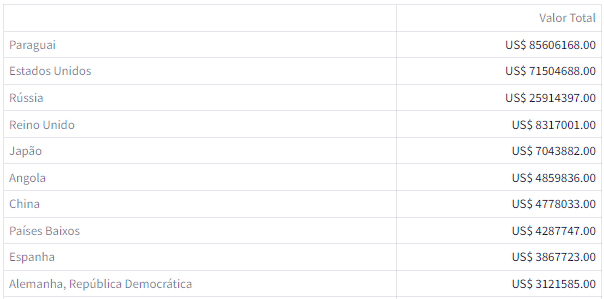 Valor Total
Paraguai US$ 85606168.00
Estados Unidos US$ 71504688.00
Rússia US$ 25914397.00
Reino Unido US$ 8317001.00
Japão US$ 7043882.00
Angola US$ 4859836.00
China US$ 4778033.00
Países Baixos US$ 4287747.00
Espanha US$ 3867723.00
Alemanha, República Democrática US$ 3121585.00